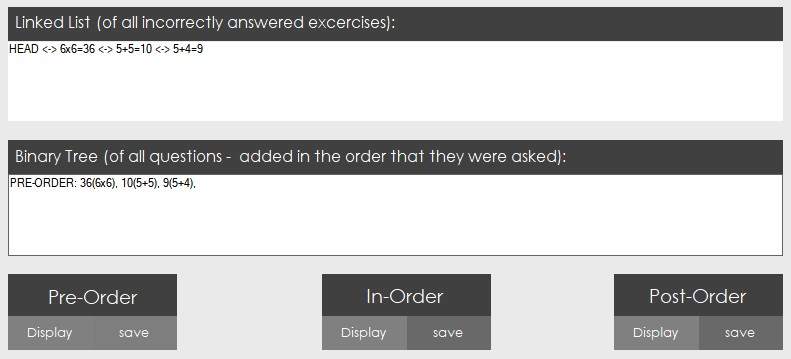 Linked List (of all incorrectly answered excercises):
HEAD <-> 6x6=36 <-> 5+5=10 <-> 5+4=9
Binary Tree (of all questions - added in the order that they were asked):
PRE-ORDER: 36(6x6), 10(5+5), 9(5+4),
Pre-Order In-Order Post-Order
Display save Display save Display save